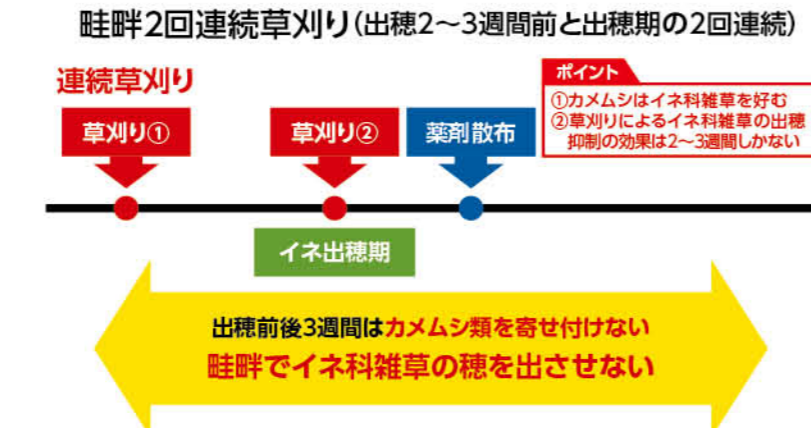 畦畔2回連続草刈り(出穂2～3週間前と出穂期の2回連続)
連続草刈り
ポイント
①カメムシはイネ科雑草を好む
②草刈りによるイネ科雑草の出穂
抑制の効果は2～3週間しかない
草刈り①
草刈り②
薬剤散布
イネ出穂期
出穂前後3週間はカメムシ類を寄せ付けない
畦畔でイネ科雑草の穂を出させない